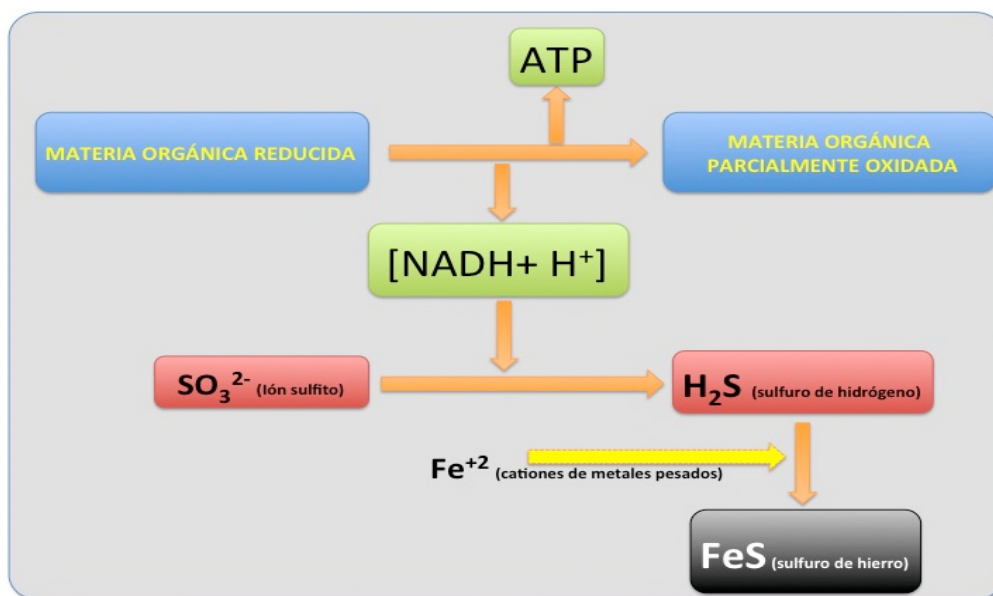 ATP
MATERIA ORGÁNICA REDUCIDA
MATERIA ORGÁNICA
PARCIALMENTE OXIDADA
[NADH+ H⁺]
SO₃²⁻ (Ión sulfito)
H₂S (sulfuro de hidrógeno)
Fe⁺² (cationes de metales pesados)
FeS (sulfuro de hierro)